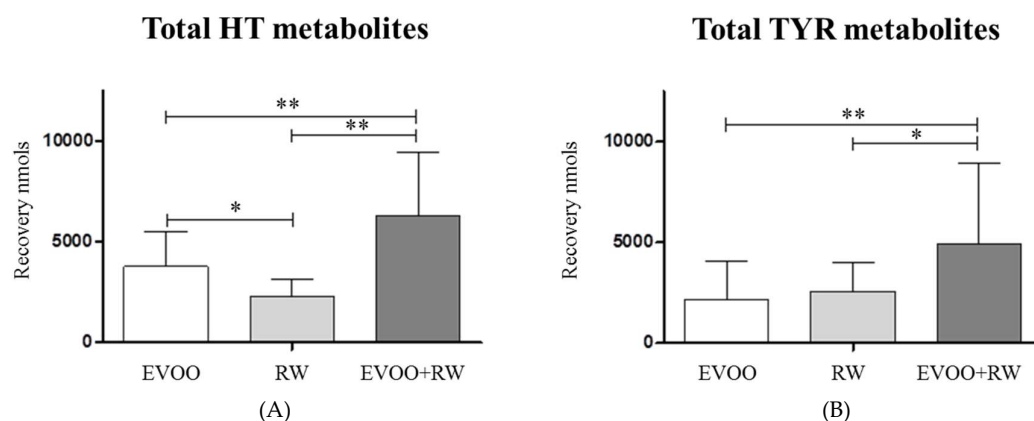 Total HT metabolites
Recovery nmols
10000
5000
0
**
**
*
EVOO RW EVOO+RW
(A)
Total TYR metabolites
Recovery nmols
10000
5000
0
**
*
EVOO RW EVOO+RW
(B)